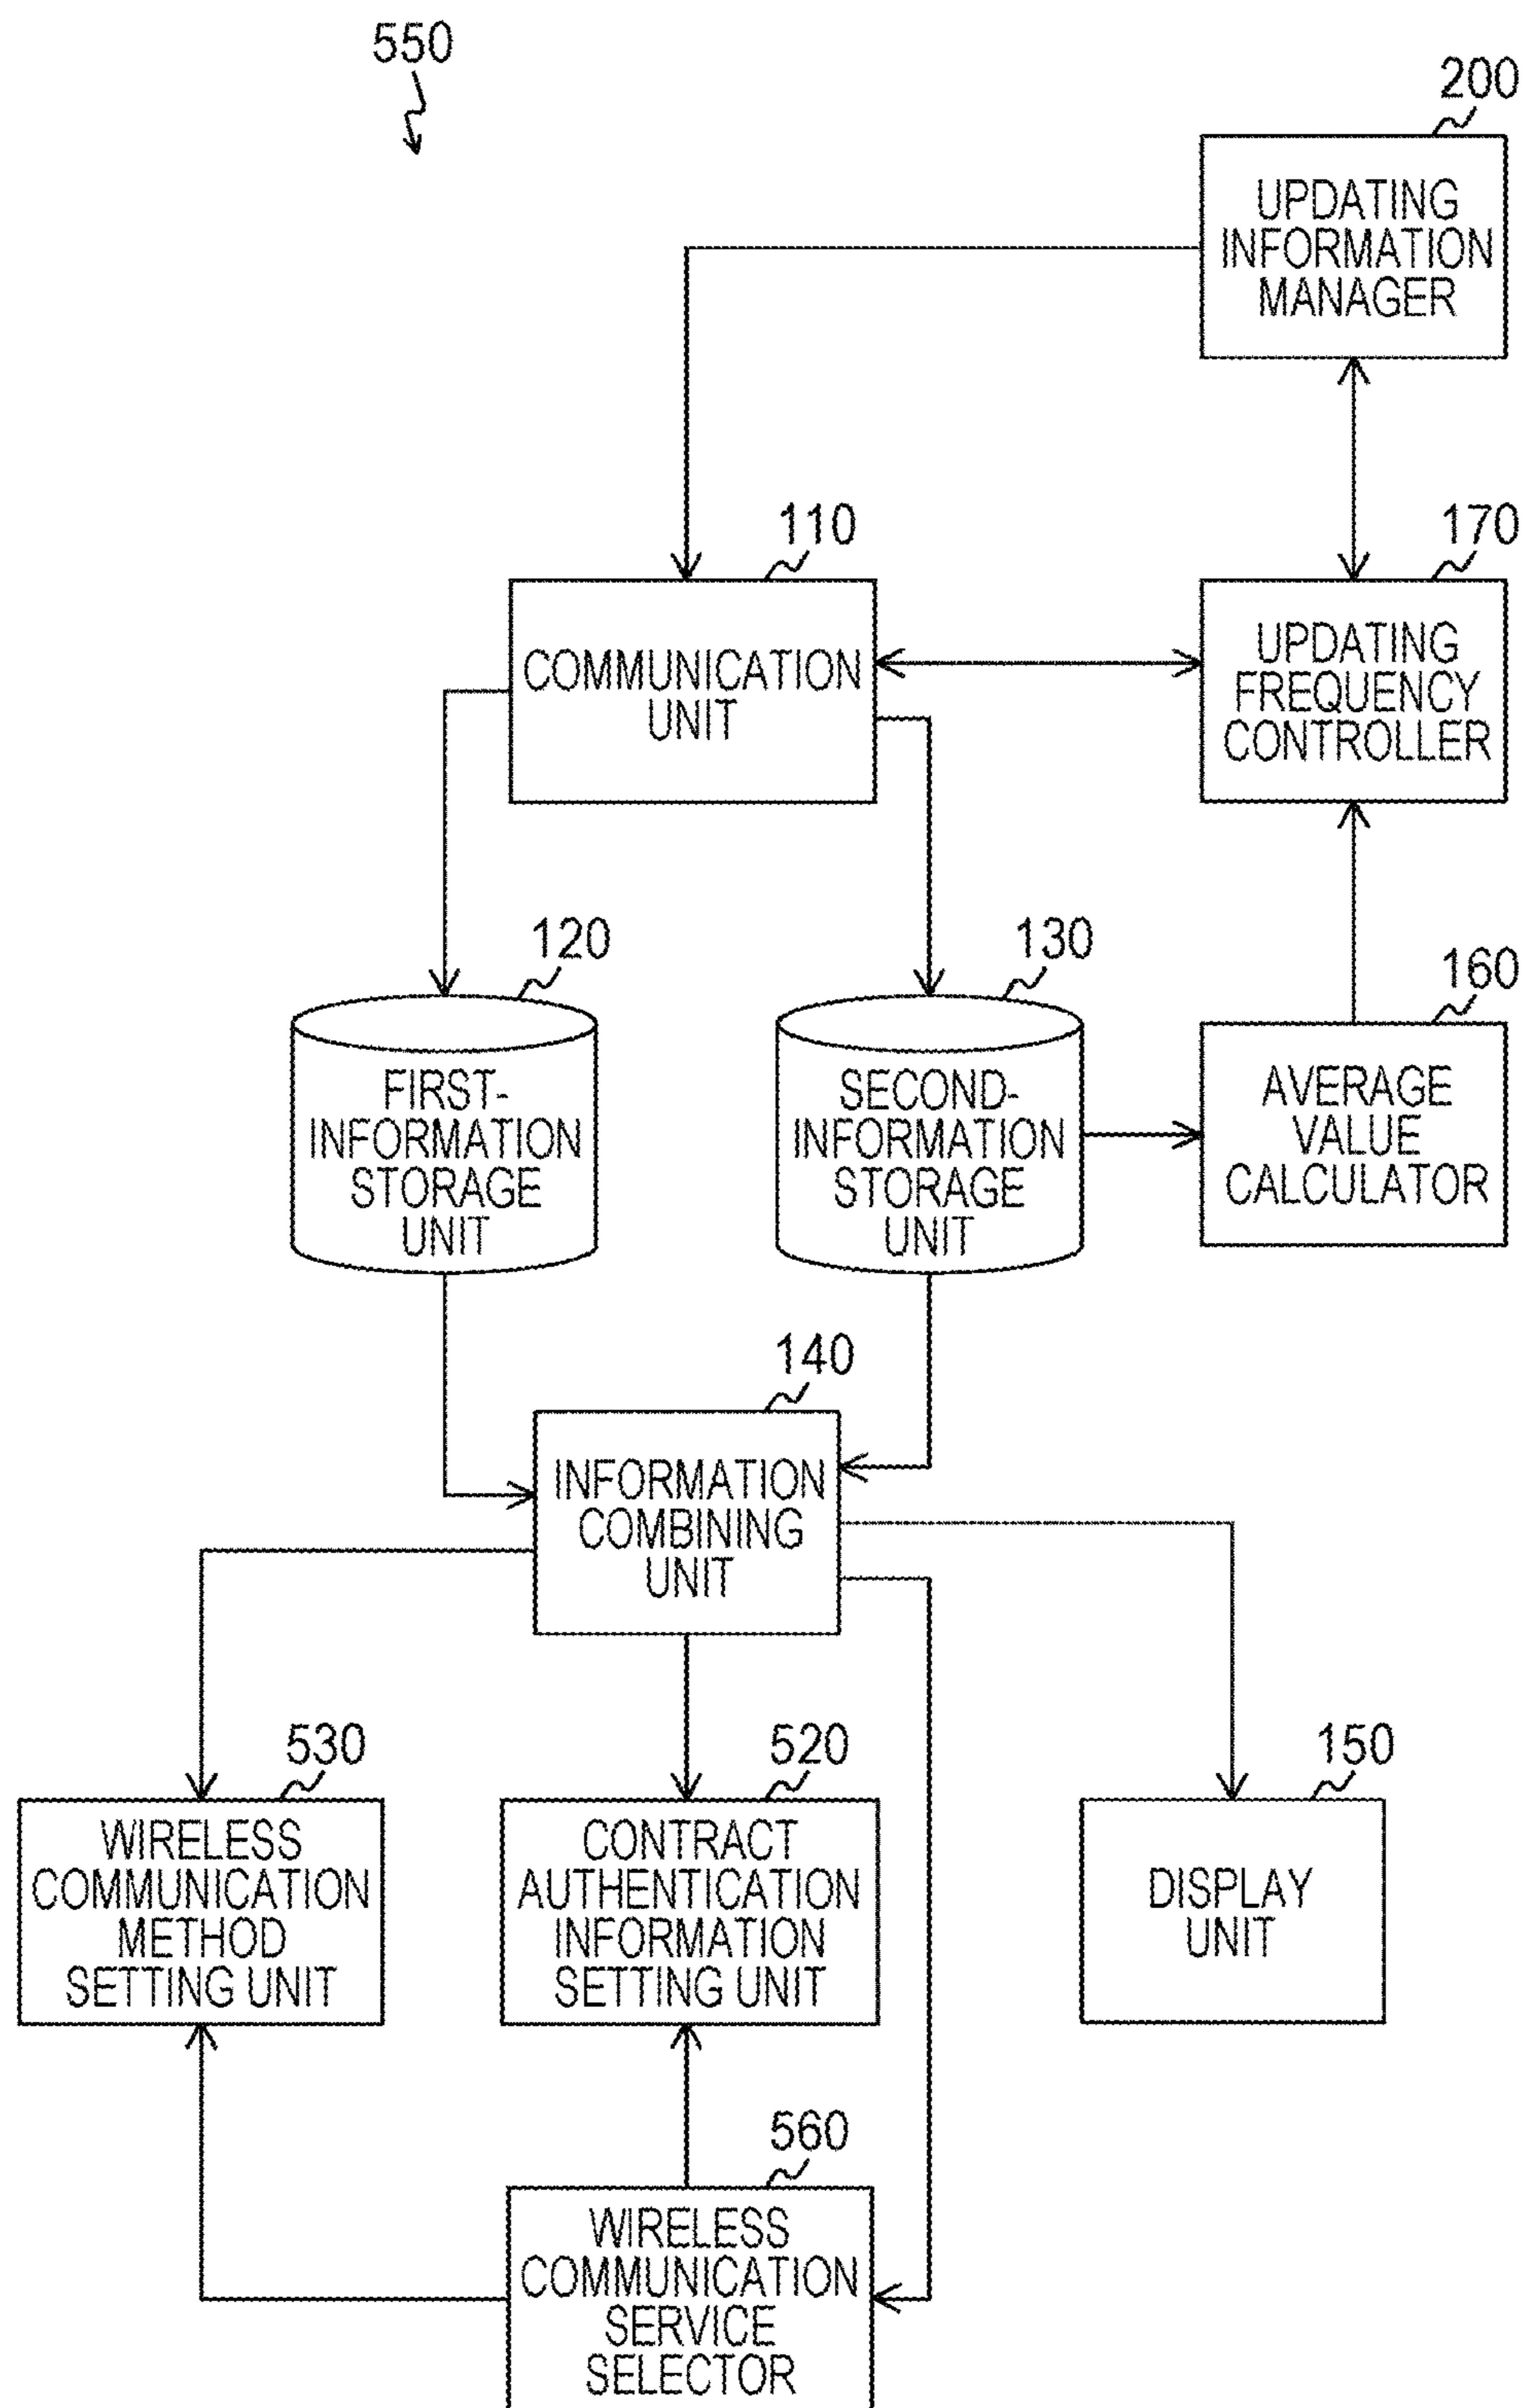 550
200
UPDATING
INFORMATION
MANAGER
110
COMMUNICATION
UNIT
170
UPDATING
FREQUENCY
CONTROLLER
120
FIRST-
INFORMATION
STORAGE
UNIT
130
SECOND-
INFORMATION
STORAGE
UNIT
160
AVERAGE
VALUE
CALCULATOR
140
INFORMATION
COMBINING
UNIT
530
WIRELESS
COMMUNICATION
METHOD
SETTING UNIT
520
CONTRACT
AUTHENTICATION
INFORMATION
SETTING UNIT
150
DISPLAY
UNIT
560
WIRELESS
COMMUNICATION
SERVICE
SELECTOR